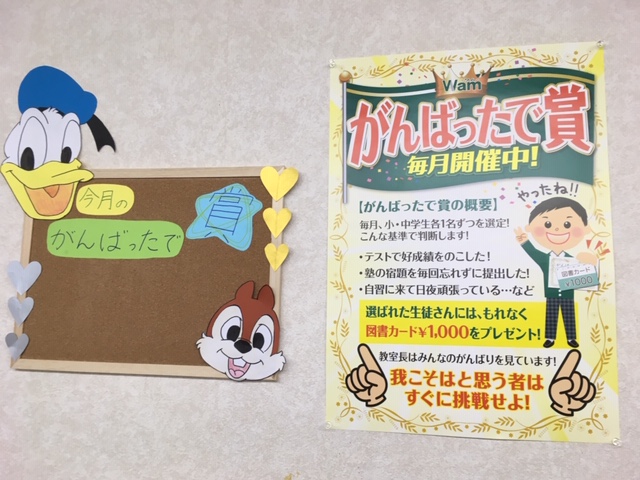 今月の
がんばったで
賞
Wam
がんばったで賞
毎月開催中!
【がんばったで賞の概要】
毎月、小・中学生各1名ずつを選定!
こんな基準で判断します!
・テストで好成績をのこした!
・塾の宿題を毎回忘れずに提出した!
・自習に来て日夜頑張っている…など
やったね!!
図書カード
¥1000
選ばれた生徒さんには、もれなく
図書カード¥1,000をプレゼント!
教室長はみんなのがんばりを見ています!
我こそはと思う者は
すぐに挑戦せよ!